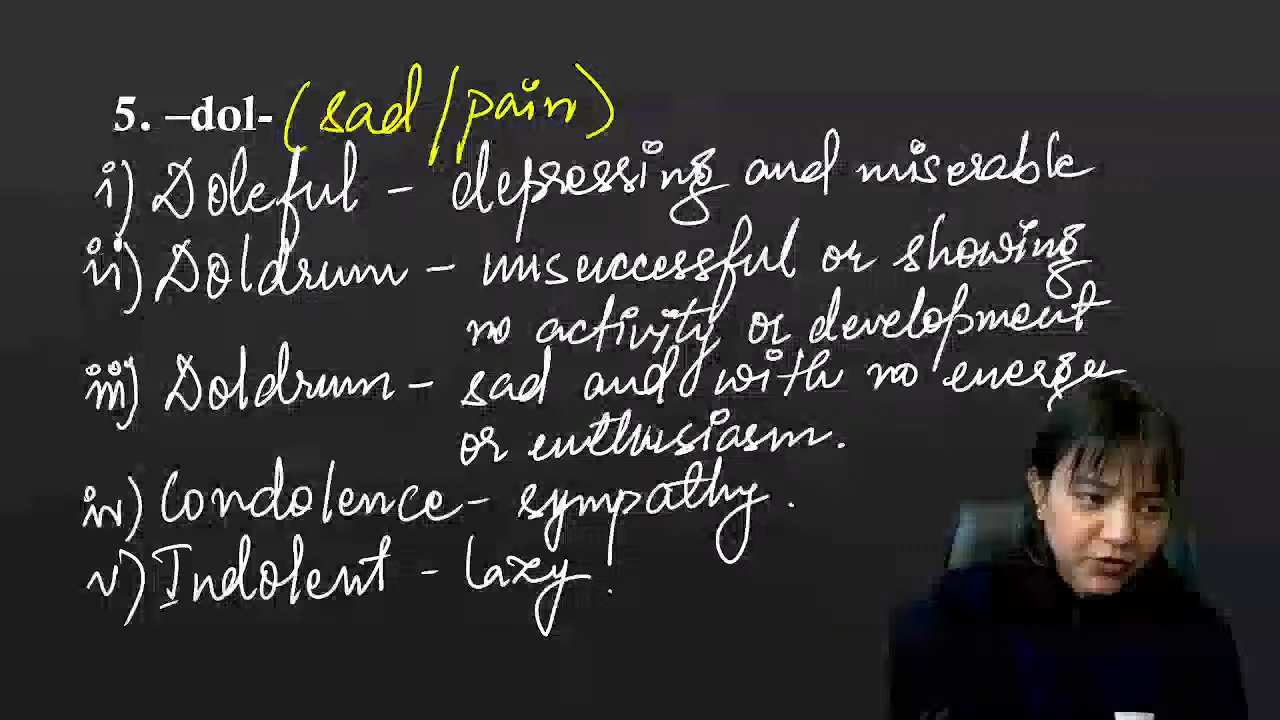 5. –dol- (sad/pain)
i) Doleful - depressing and miserable
ii) Doldrum - unsuccessful or showing
no activity or development
iii) Doldrum - sad and with no energy
or enthusiasm.
iv) Condolence - sympathy.
v) Indolent - lazy.